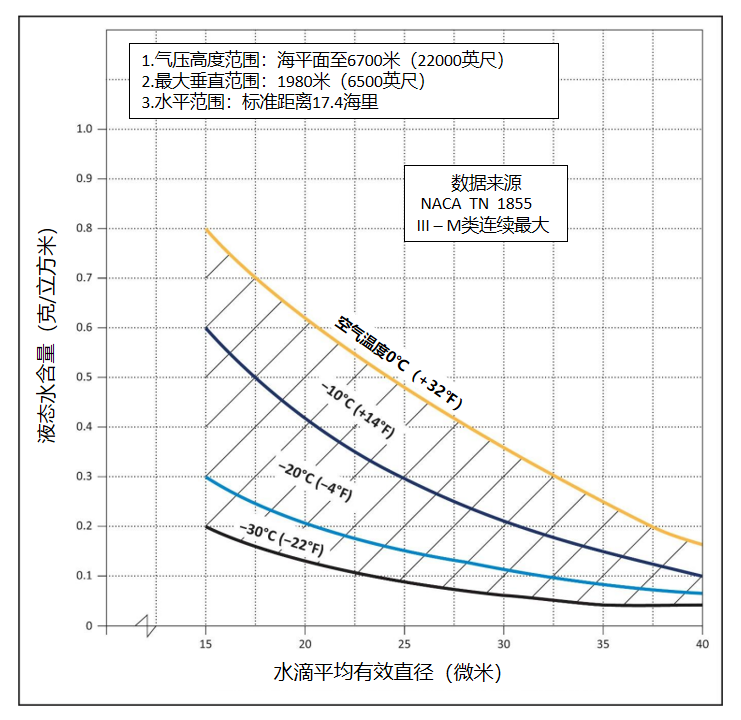 1.气压高度范围：海平面至6700米（22000英尺）
2.最大垂直范围：1980米（6500英尺）
3.水平范围：标准距离17.4海里
数据来源
NACA TN 1855
III – M类连续最大
液态水含量（克/立方米）
1.0
0.9
0.8
0.7
0.6
0.5
0.4
0.3
0.2
0.1
0
空气温度0℃（+32℉）
–10°C (+14°F)
–20°C (–4°F)
–30°C (–22°F)
15
20
25
30
35
40
水滴平均有效直径（微米）